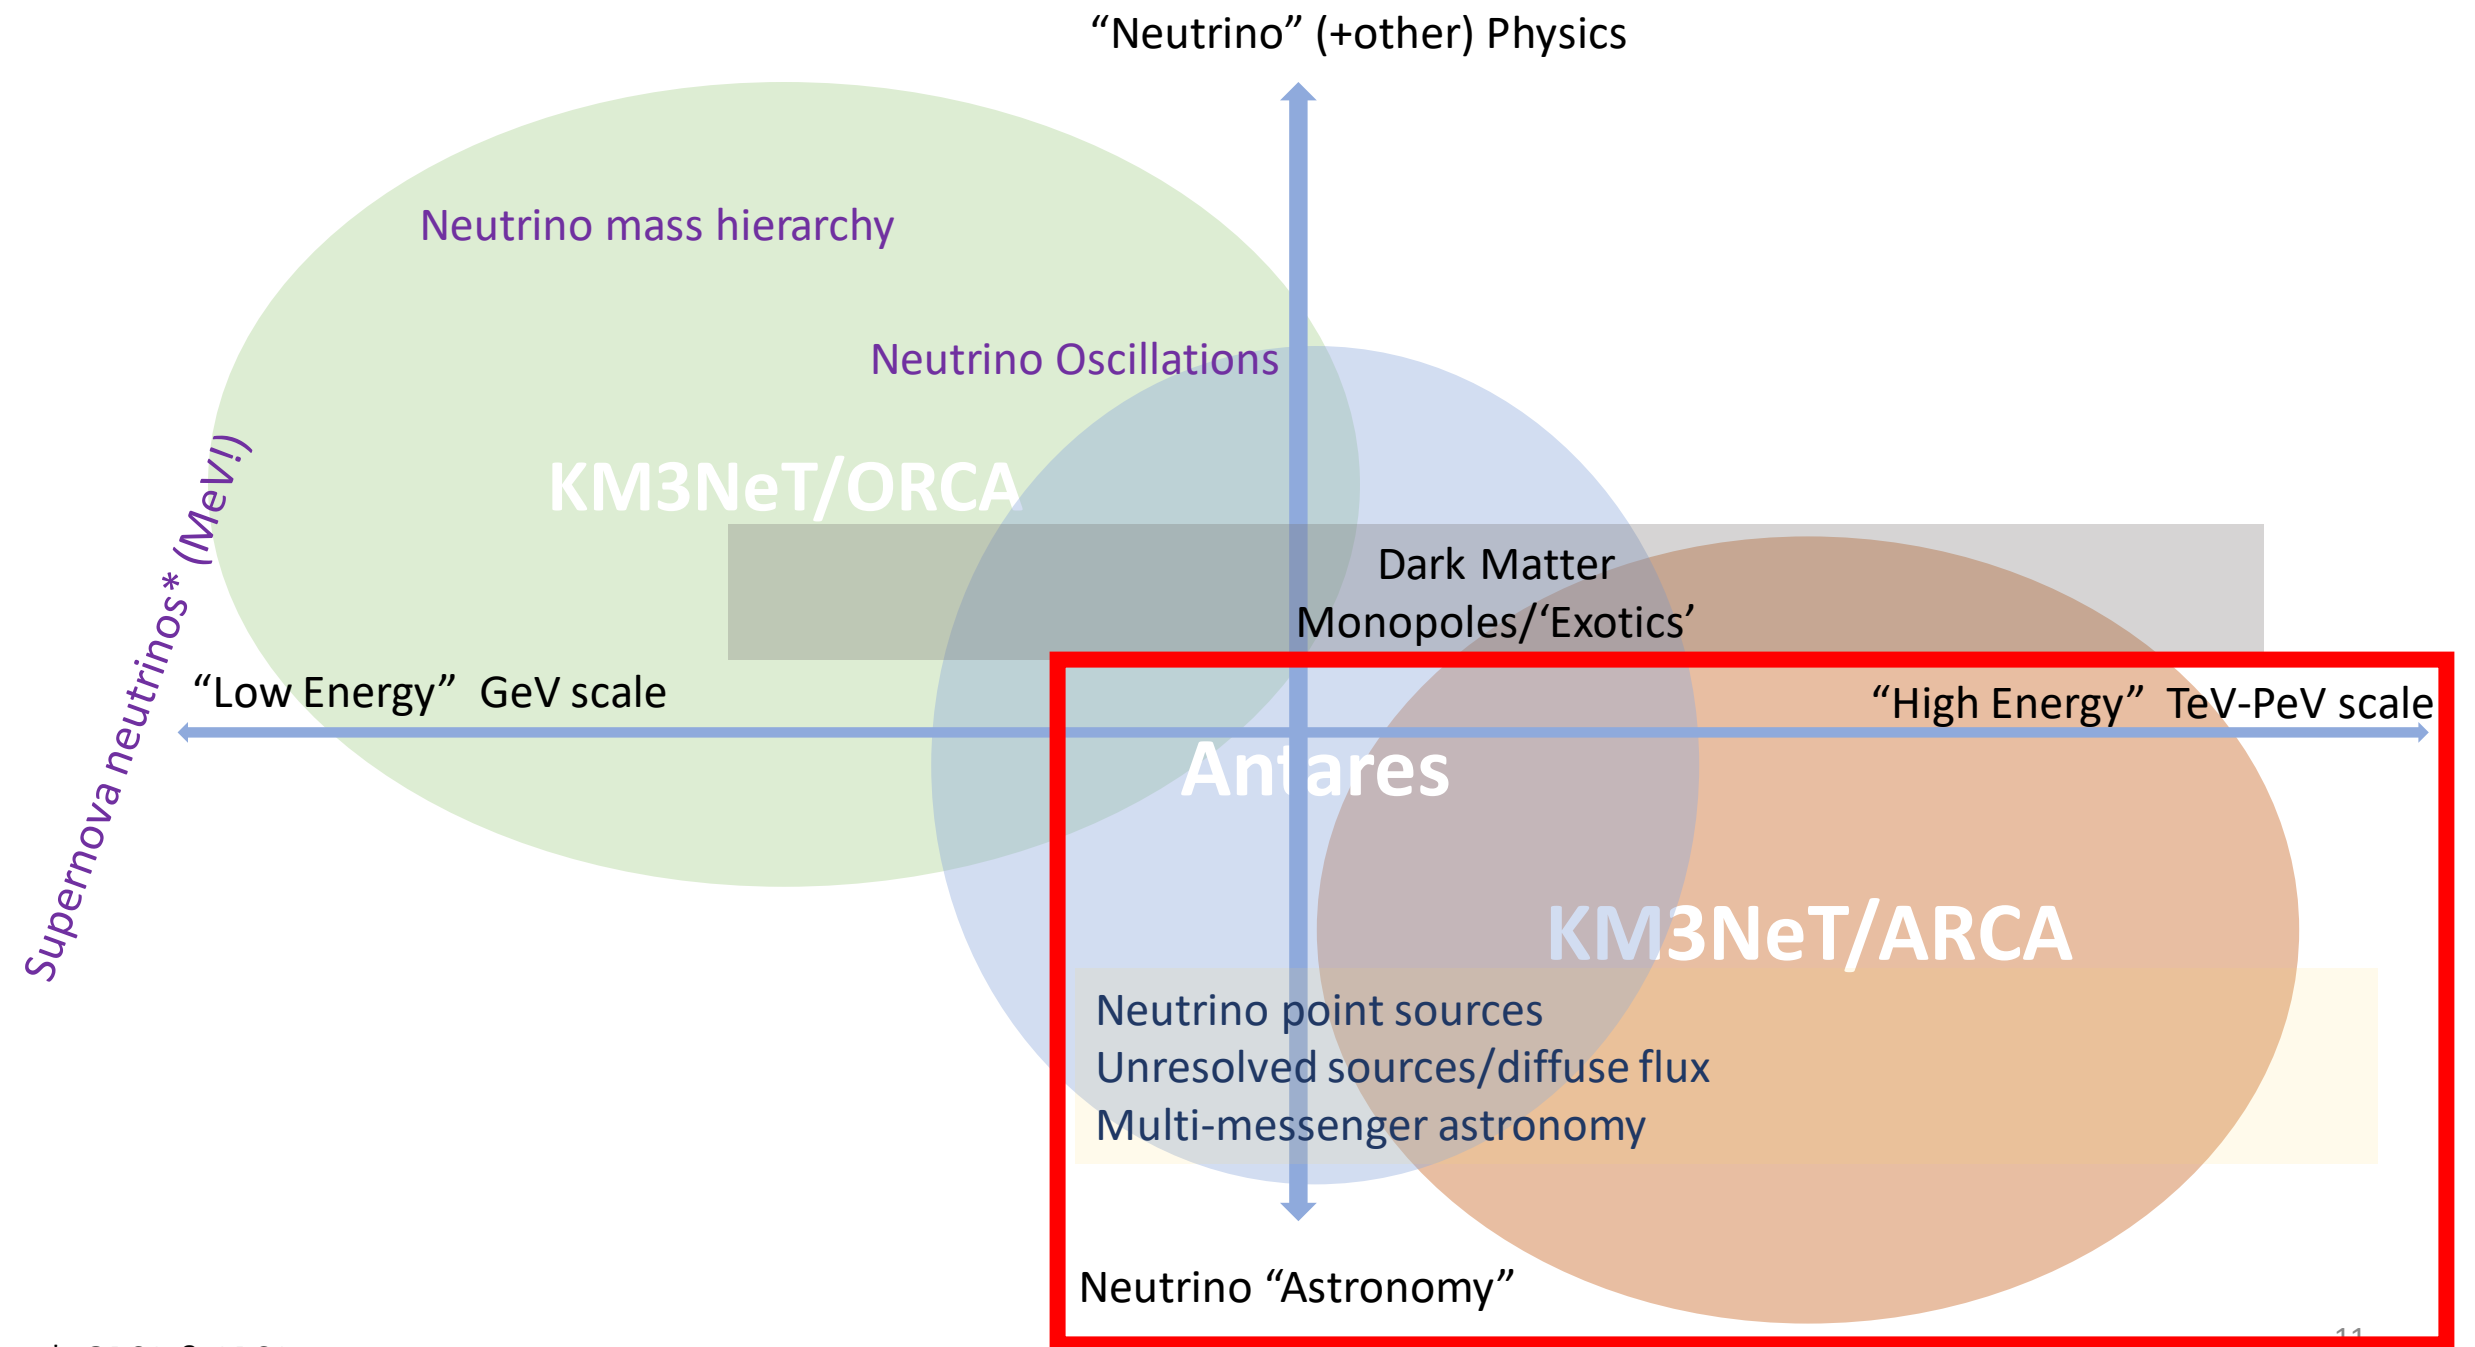 “Neutrino” (+other) Physics
Neutrino mass hierarchy
Neutrino Oscillations
KM3NeT/ORCA
Supernova neutrinos* (MeV!)
Dark Matter
Monopoles/‘Exotics’
“Low Energy” GeV scale
“High Energy” TeV-PeV scale
Antares
KM3NeT/ARCA
Neutrino point sources
Unresolved sources/diffuse flux
Multi-messenger astronomy
Neutrino “Astronomy”
11